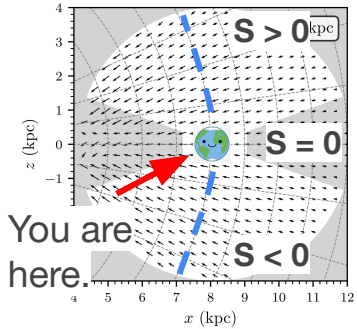 4
3
2
1
0
−1
z (kpc)
S > 0
kpc
S = 0
S < 0
You are
here.
4 5 6 7 8 9 10 11 12
x (kpc)